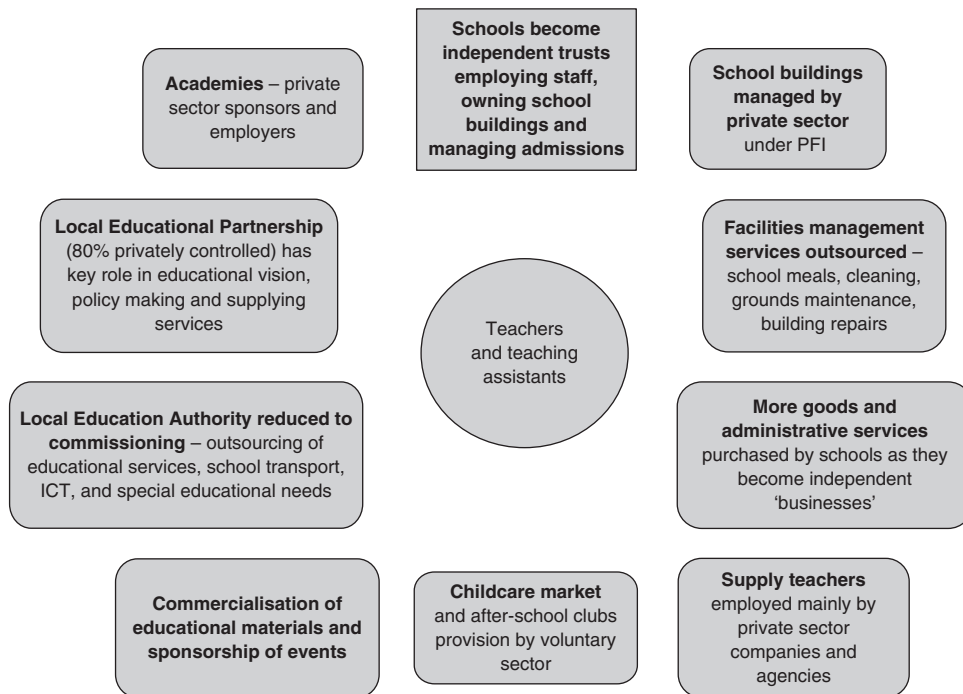 Schools become
independent trusts
employing staff,
owning school
buildings and
managing admissions
Academies – private
sector sponsors and
employers
School buildings
managed by
private sector
under PFI
Local Educational Partnership
(80% privately controlled) has
key role in educational vision,
policy making and supplying
services
Facilities management
services outsourced –
school meals, cleaning,
grounds maintenance,
building repairs
Teachers
and teaching
assistants
Local Education Authority reduced to
commissioning – outsourcing of
educational services, school transport,
ICT, and special educational needs
More goods and
administrative services
purchased by schools as they
become independent
‘businesses’
Commercialisation of
educational materials and
sponsorship of events
Childcare market
and after-school clubs
provision by voluntary
sector
Supply teachers
employed mainly by
private sector
companies and
agencies